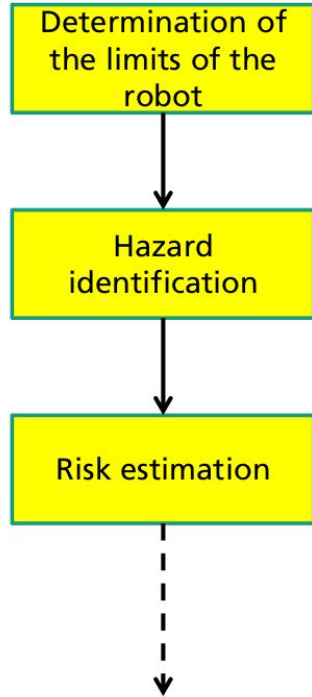 Determination of
the limits of the
robot
Hazard
identification
Risk estimation